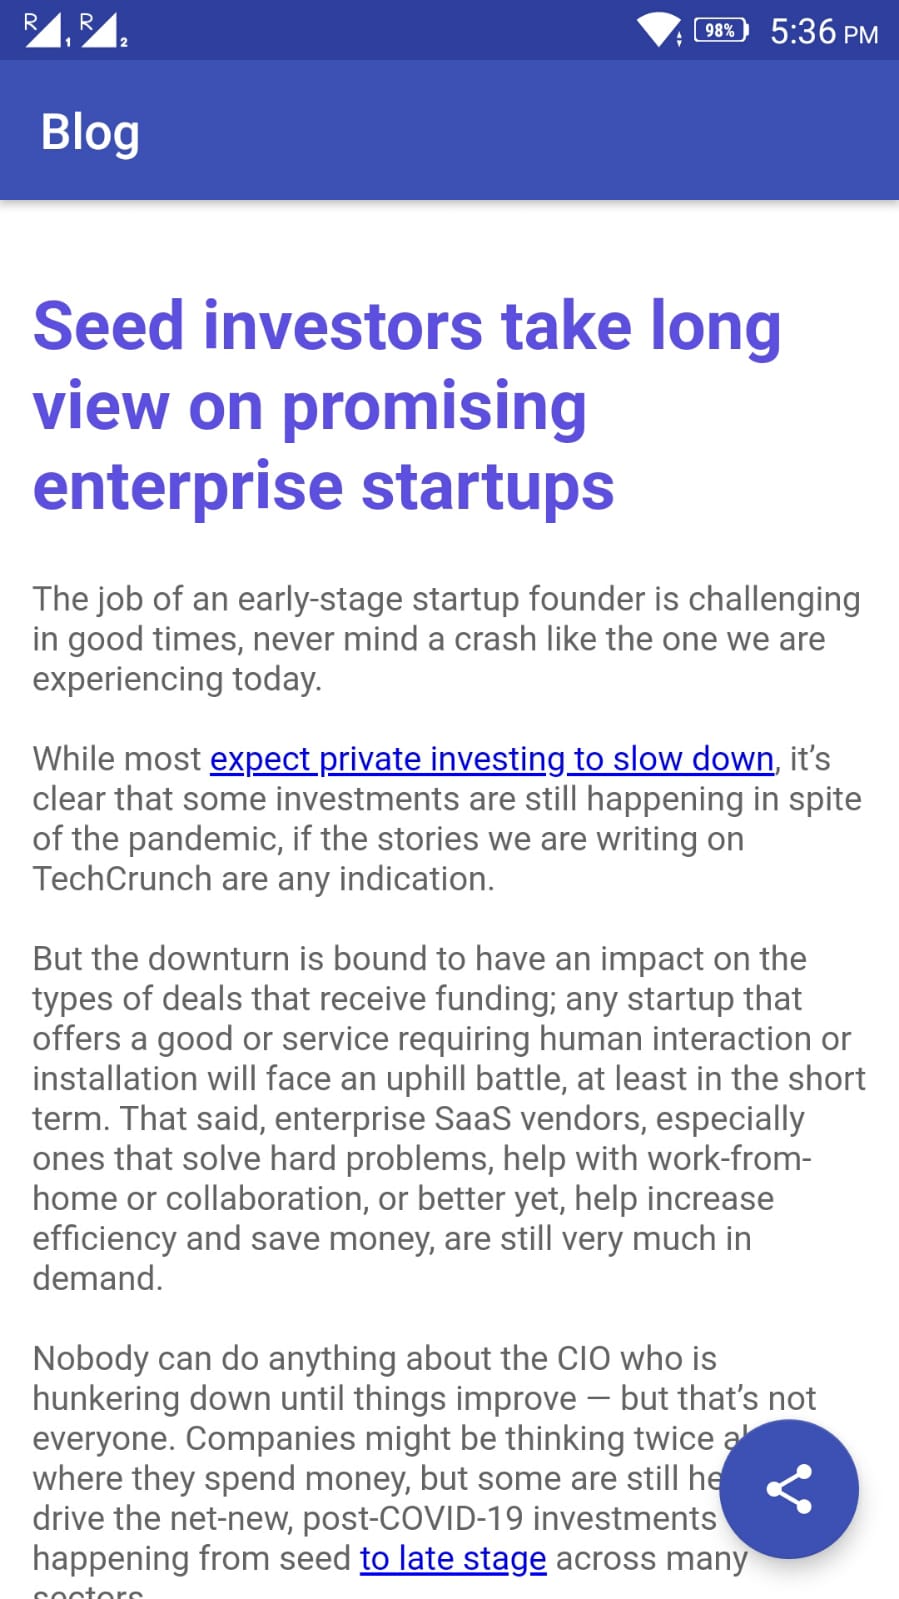 R 1 R 2 98% 5:36 PM
Blog
Seed investors take long
view on promising
enterprise startups
The job of an early-stage startup founder is challenging
in good times, never mind a crash like the one we are
experiencing today.
While most expect private investing to slow down, it’s
clear that some investments are still happening in spite
of the pandemic, if the stories we are writing on
TechCrunch are any indication.
But the downturn is bound to have an impact on the
types of deals that receive funding; any startup that
offers a good or service requiring human interaction or
installation will face an uphill battle, at least in the short
term. That said, enterprise SaaS vendors, especially
ones that solve hard problems, help with work-from-
home or collaboration, or better yet, help increase
efficiency and save money, are still very much in
demand.
Nobody can do anything about the CIO who is
hunkering down until things improve — but that’s not
everyone. Companies might be thinking twice
where they spend money, but some are still
drive the net-new, post-COVID-19 investments
happening from seed to late stage across many
sectors